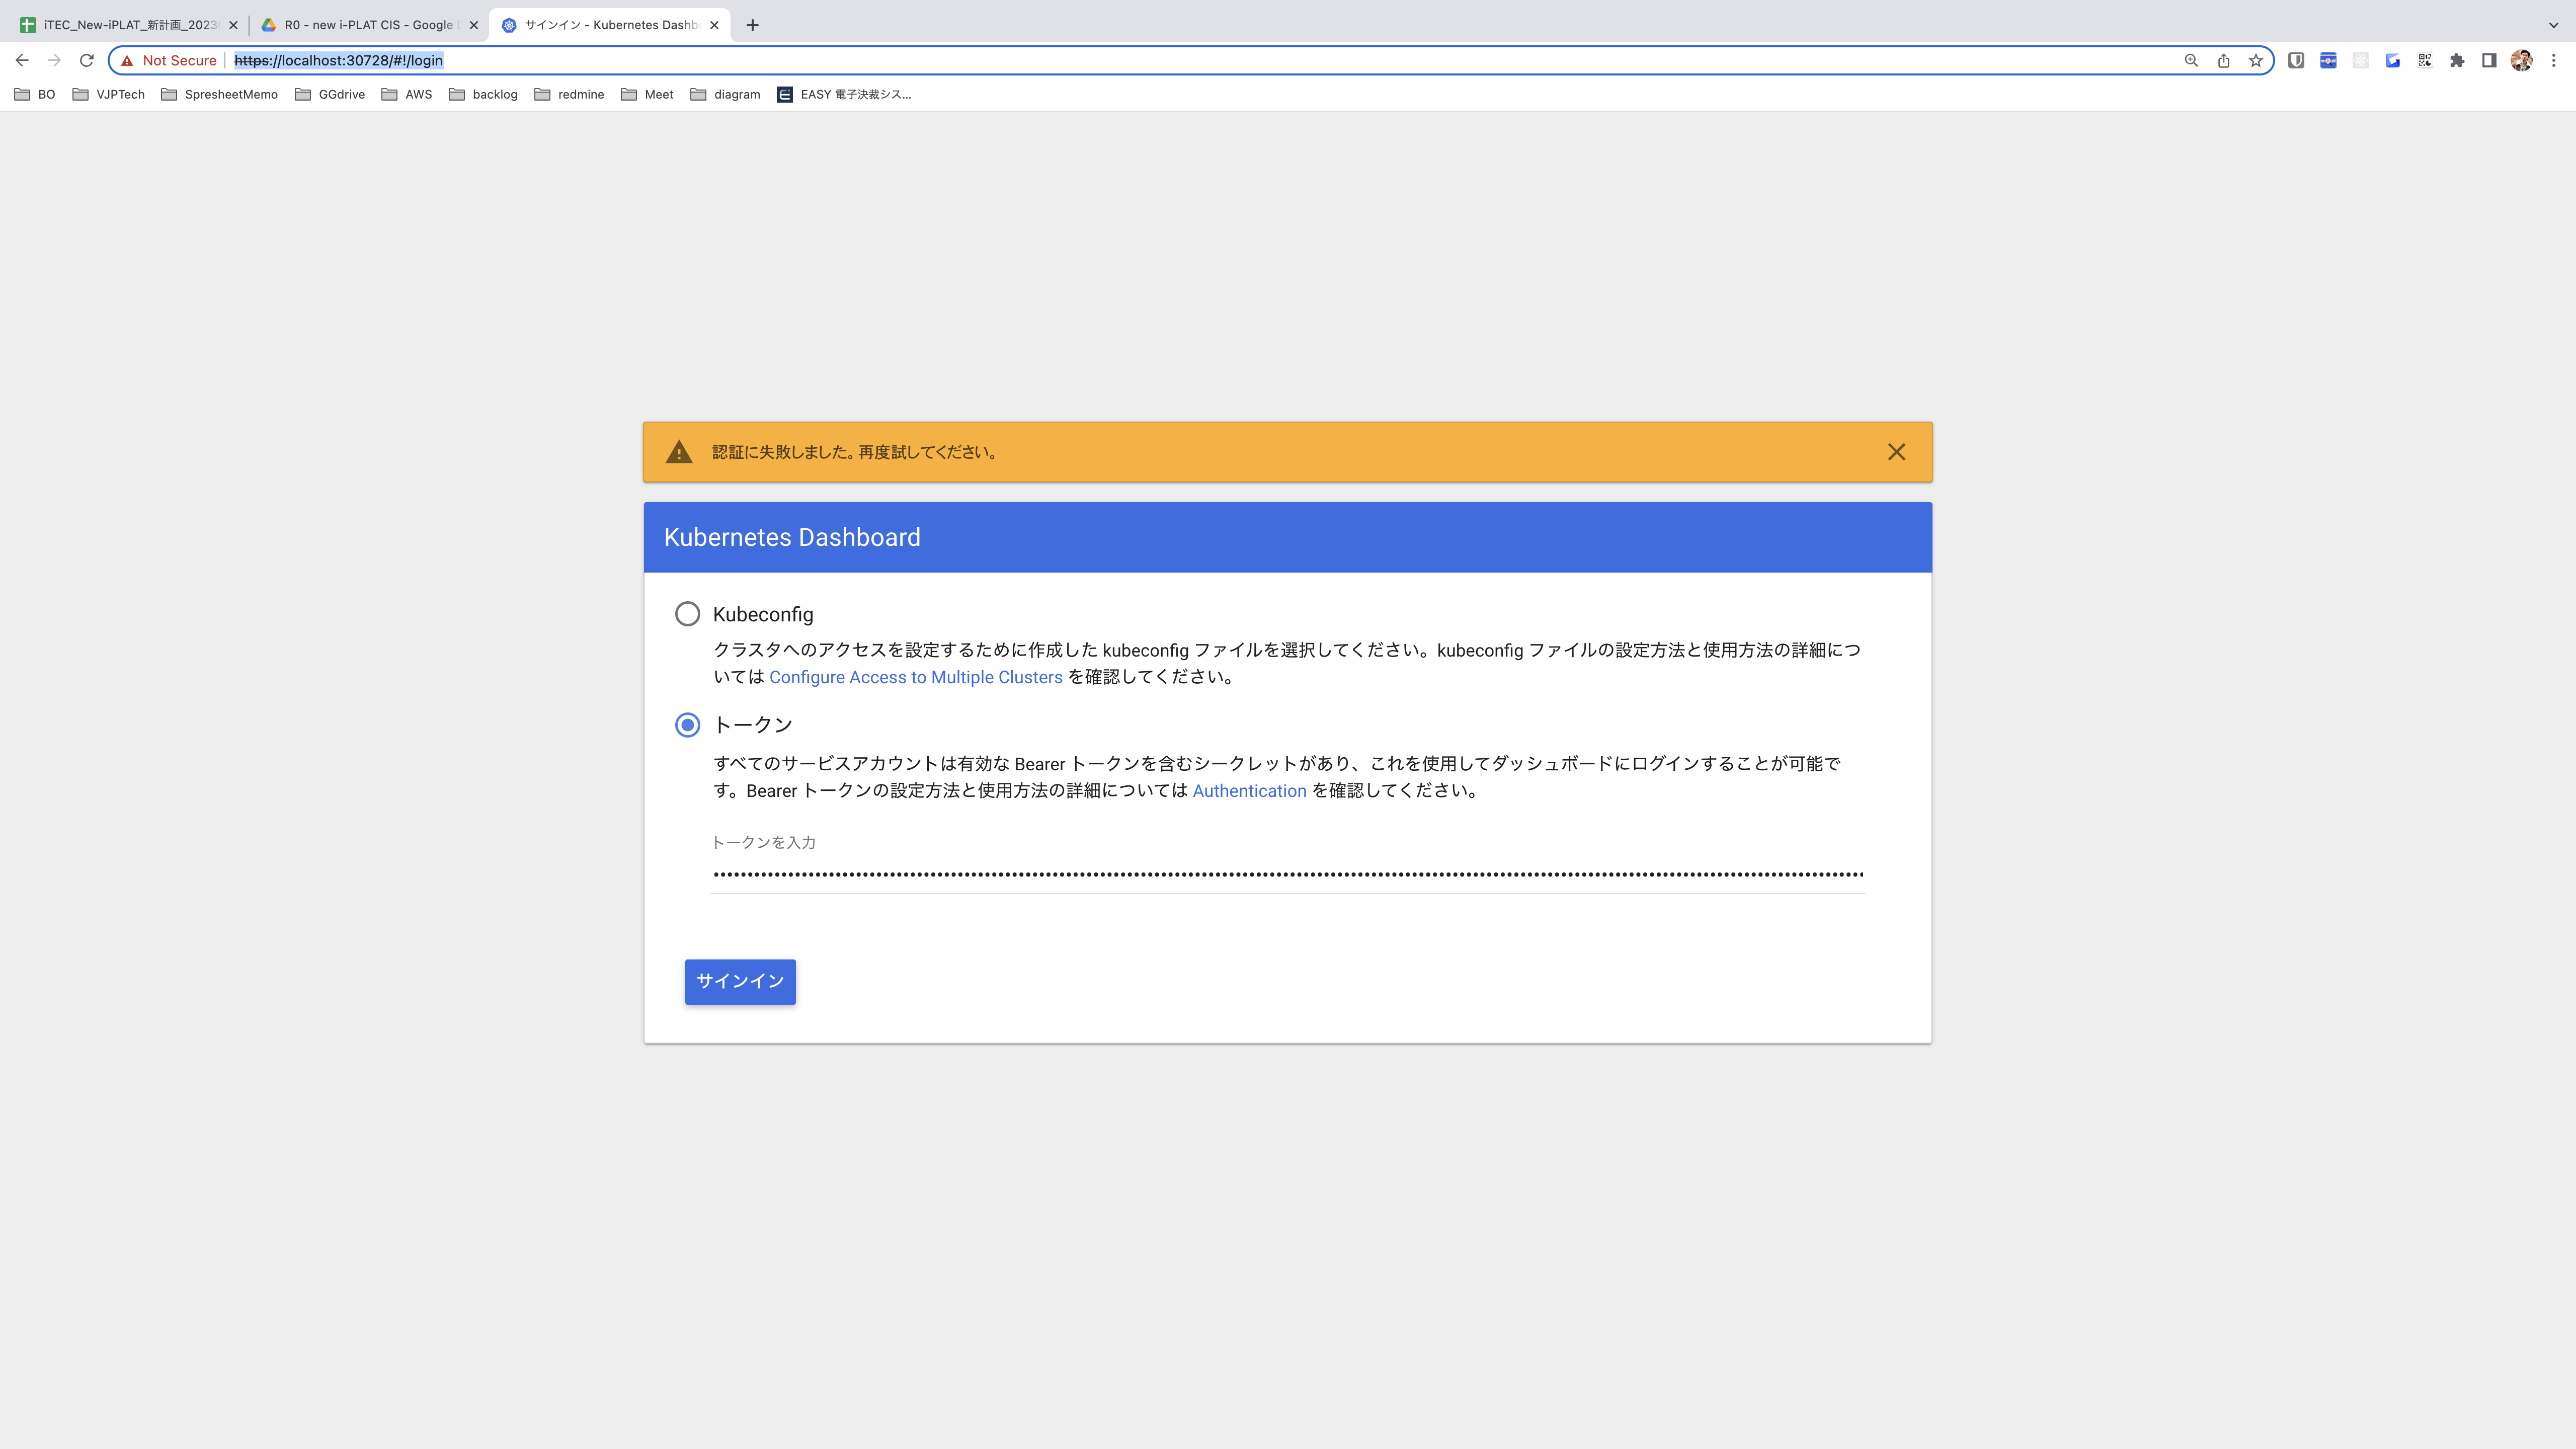 iTEC_New-iPLAT_新計画_2023
R0 - new i-PLAT CIS - Google
サインイン - Kubernetes Dashb
Not Secure
https://localhost:30728/#!/login
BO
VJPTech
SpresheetMemo
GGdrive
AWS
backlog
redmine
Meet
diagram
EASY 電子決裁シス...
認証に失敗しました。再度試してください。
Kubernetes Dashboard
Kubeconfig
クラスタへのアクセスを設定するために作成した kubeconfig ファイルを選択してください。kubeconfig ファイルの設定方法と使用方法の詳細につ
いては Configure Access to Multiple Clusters を確認してください。
トークン
すべてのサービスアカウントは有効な Bearer トークンを含むシークレットがあり、これを使用してダッシュボードにログインすることが可能で
す。Bearer トークンの設定方法と使用方法の詳細については Authentication を確認してください。
トークンを入力
サインイン